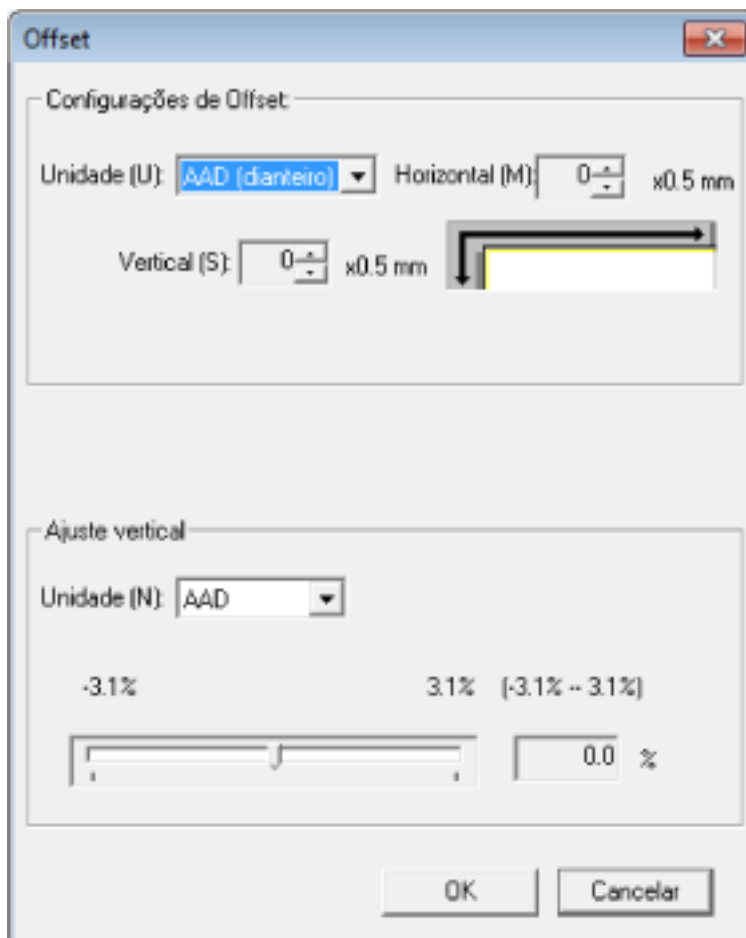 Offset
Configurações de Offset:
Unidade (U): AAD (dianteiro) Horizontal (M): 0 x0.5 mm
Vertical (S): 0 x0.5 mm
Ajuste vertical
Unidade (N): AAD
-3.1% 3.1% (-3.1% -- 3.1%)
0.0 %
OK Cancelar